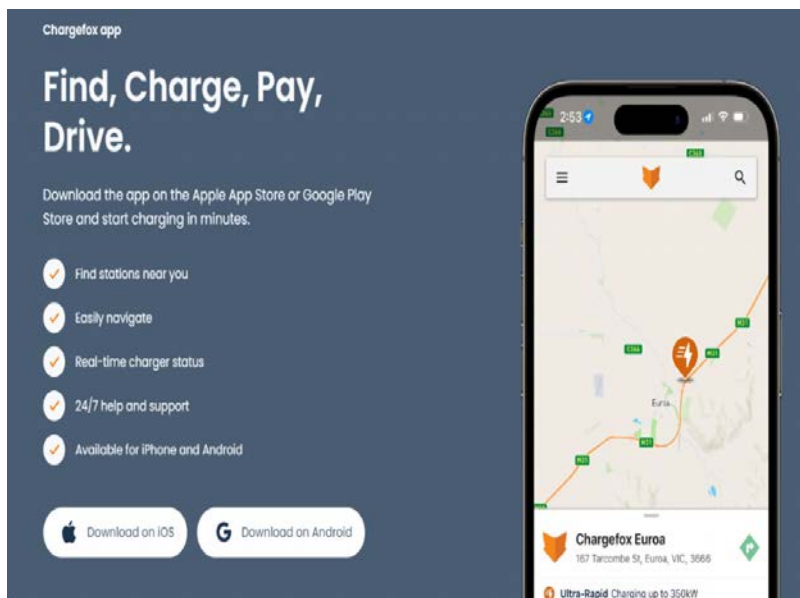 Chargefox app
Find, Charge, Pay,
Drive.
Download the app on the Apple App Store or Google Play
Store and start charging in minutes.
Find stations near you
Easily navigate
Real-time charger status
24/7 help and support
Available for iPhone and Android
Download on iOS
Download on Android
2:53
C366
M31
Euroa
M31
M31
M31
Chargefox Euroa
167 Tarcombe St, Euroa, VIC, 3666
Ultra-Rapid Charging up to 350kW